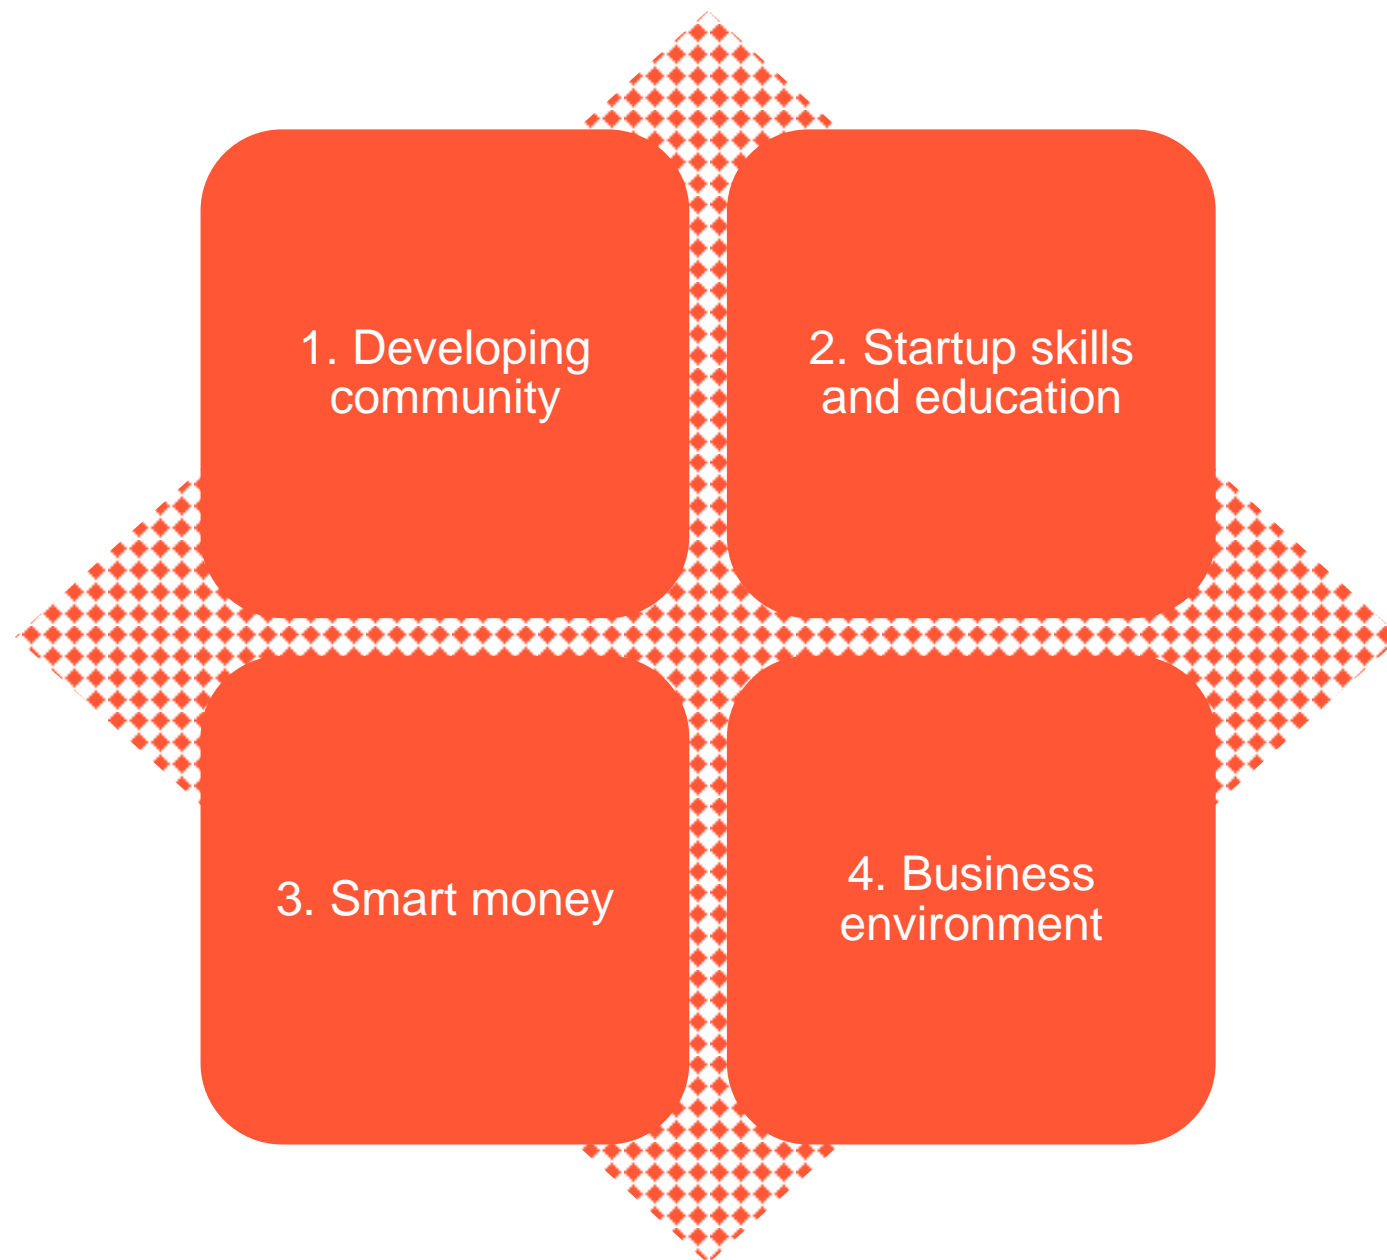 1. Developing
community
2. Startup skills
and education
3. Smart money
4. Business
environment